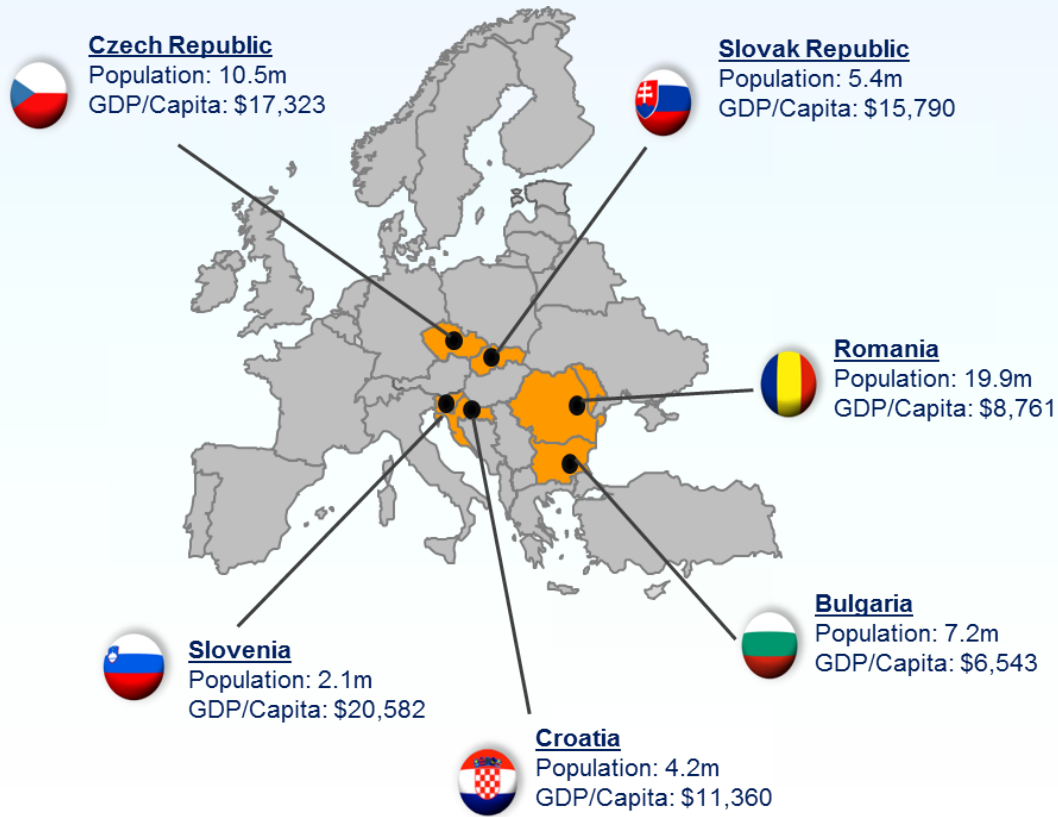 Czech Republic
Population: 10.5m
GDP/Capita: $17,323
Slovak Republic
Population: 5.4m
GDP/Capita: $15,790
Romania
Population: 19.9m
GDP/Capita: $8,761
Bulgaria
Population: 7.2m
GDP/Capita: $6,543
Slovenia
Population: 2.1m
GDP/Capita: $20,582
Croatia
Population: 4.2m
GDP/Capita: $11,360